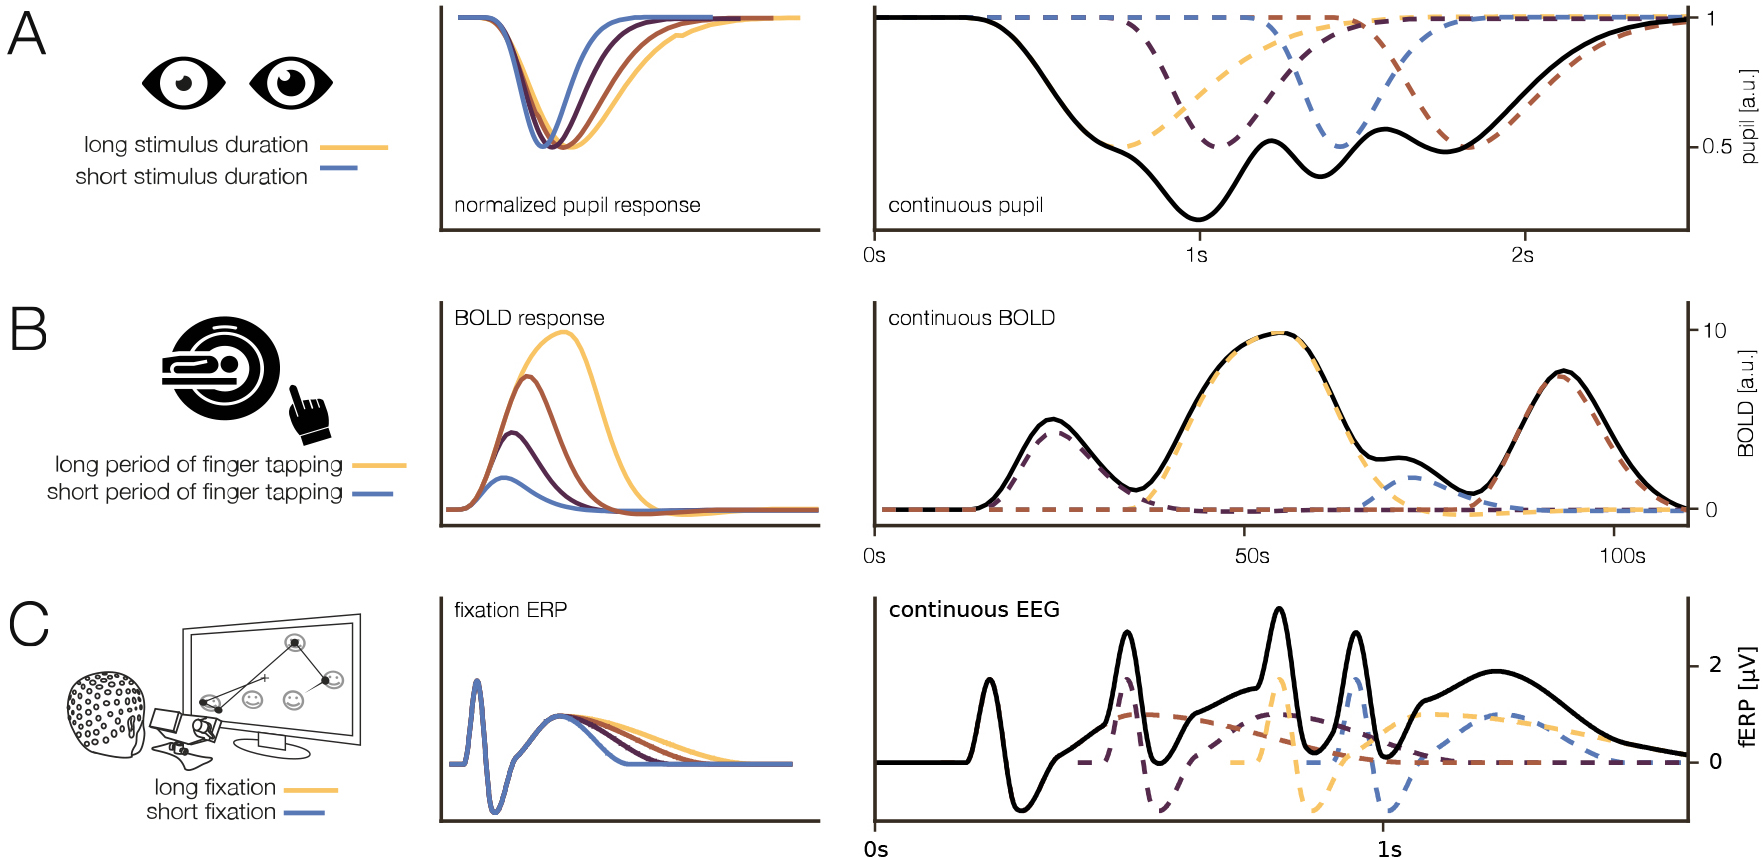 A
long stimulus duration
short stimulus duration
normalized pupil response
continuous pupil
1
0.5
pupil [a.u.]
0s
1s
2s
B
long period of finger tapping
short period of finger tapping
BOLD response
continuous BOLD
10
0
BOLD [a.u.]
0s
50s
100s
C
long fixation
short fixation
fixation ERP
continuous EEG
2
0
fERP [µV]
0s
1s